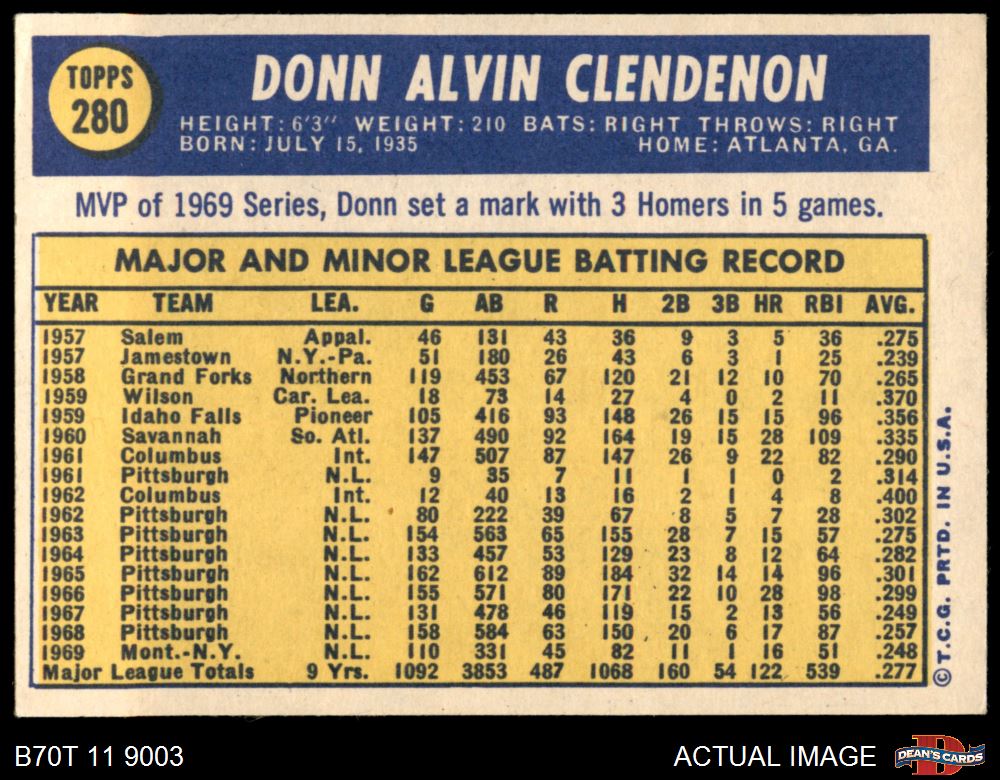 TOPPS
280
DONN ALVIN CLENDENON
HEIGHT: 6'3" WEIGHT: 210 BATS: RIGHT THROWS: RIGHT
BORN: JULY 15, 1935 HOME: ATLANTA, GA.
MVP of 1969 Series, Donn set a mark with 3 Homers in 5 games.
MAJOR AND MINOR LEAGUE BATTING RECORD
YEAR TEAM LEA. G AB R H 2B 3B HR RBI AVG.
1957 Salem Appal. 46 131 43 36 9 3 5 36 .275
1957 Jamestown N.Y.-Pa. 51 180 26 43 6 3 1 25 .239
1958 Grand Forks Northern 119 453 67 120 21 12 10 70 .265
1959 Wilson Car. Lea. 18 73 14 27 4 0 2 11 .370
1959 Idaho Falls Pioneer 105 416 93 148 26 15 15 96 .356
1960 Savannah So. Atl. 137 490 92 164 19 15 28 109 .335
1961 Columbus Int. 147 507 87 147 26 9 22 82 .290
1961 Pittsburgh N.L. 9 35 7 11 1 1 0 2 .314
1962 Columbus Int. 12 40 13 16 2 1 4 8 .400
1962 Pittsburgh N.L. 80 222 39 67 8 5 7 28 .302
1963 Pittsburgh N.L. 154 563 65 155 28 7 15 57 .275
1964 Pittsburgh N.L. 133 457 53 129 23 8 12 64 .282
1965 Pittsburgh N.L. 162 612 89 184 32 14 14 96 .301
1966 Pittsburgh N.L. 155 571 80 171 22 10 28 98 .299
1967 Pittsburgh N.L. 131 478 46 119 15 2 13 56 .249
1968 Pittsburgh N.L. 158 584 63 150 20 6 17 87 .257
1969 Mont.-N.Y. N.L. 110 331 45 82 11 1 16 51 .248
Major League Totals 9 Yrs. 1092 3853 487 1068 160 54 122 539 .277
©T.C.G. PRTD. IN U.S.A.
B70T 11 9003
ACTUAL IMAGE
DEAN'S CARDS